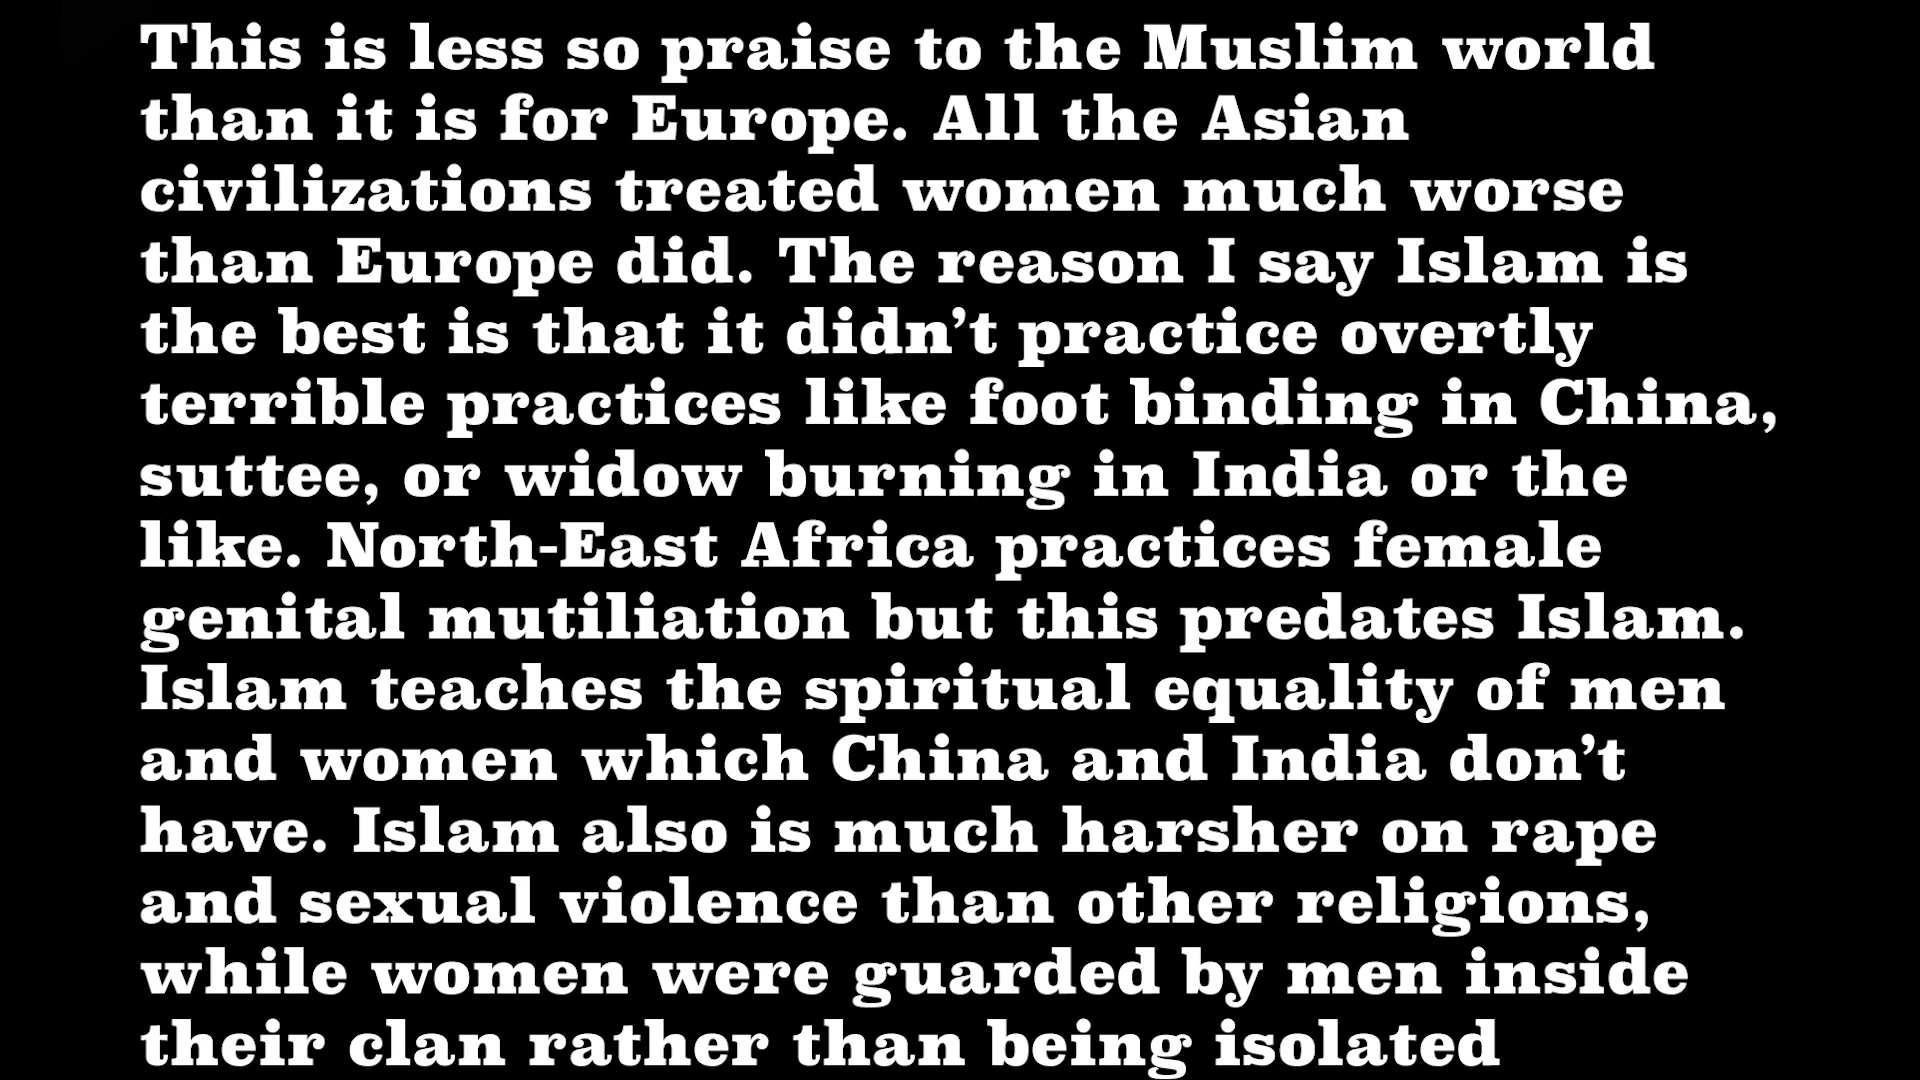 This is less so praise to the Muslim world
than it is for Europe. All the Asian
civilizations treated women much worse
than Europe did. The reason I say Islam is
the best is that it didn’t practice overtly
terrible practices like foot binding in China,
suttee, or widow burning in India or the
like. North-East Africa practices female
genital mutiliation but this predates Islam.
Islam teaches the spiritual equality of men
and women which China and India don’t
have. Islam also is much harsher on rape
and sexual violence than other religions,
while women were guarded by men inside
their clan rather than being isolated